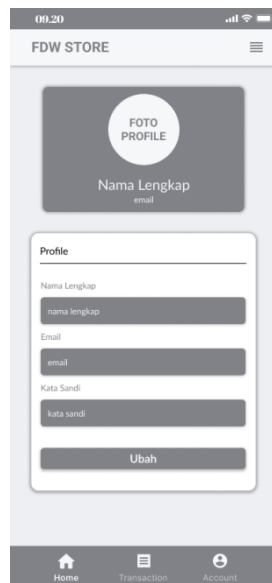 09.20
FDW STORE
FOTO
PROFILE
Nama Lengkap
email
Profile
Nama Lengkap
nama lengkap
Email
email
Kata Sandi
kata sandi
Ubah
Home Transaction Account